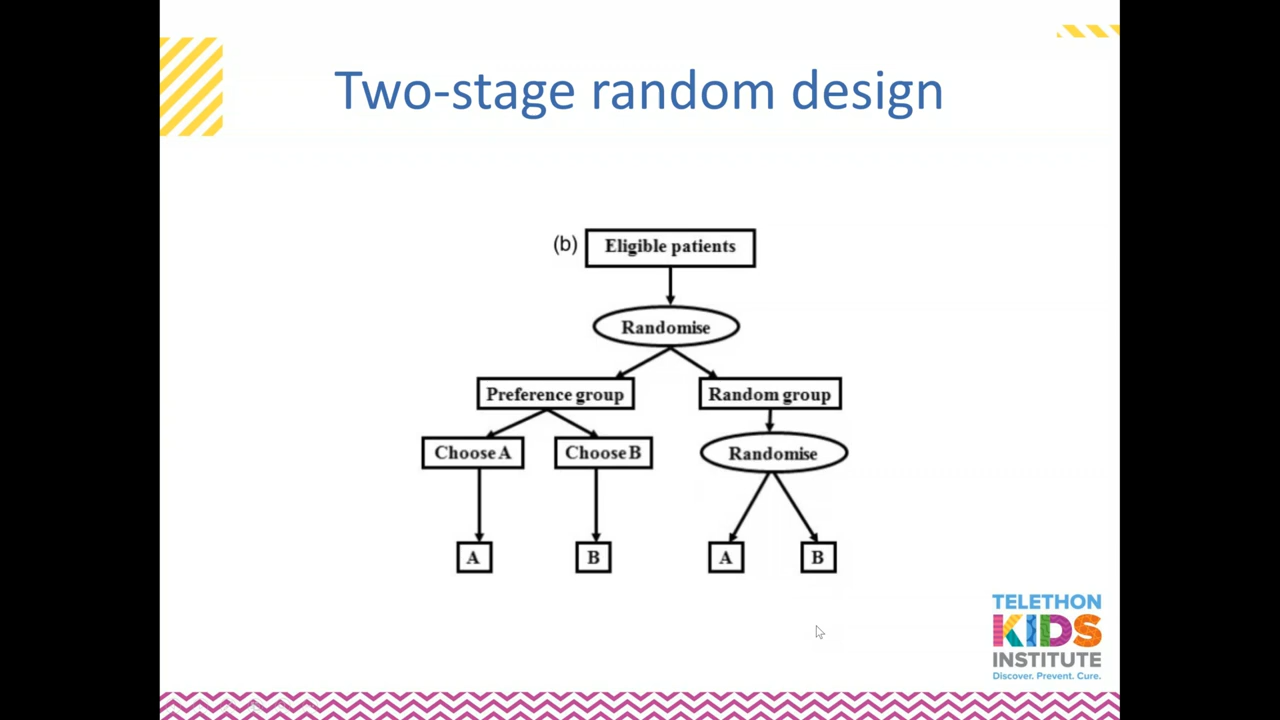 Two-stage random design
(b) Eligible patients
Randomise
Preference group
Random group
Choose A
Choose B
Randomise
A
B
A
B
TELETHON
KIDS
INSTITUTE
Discover. Prevent. Cure.